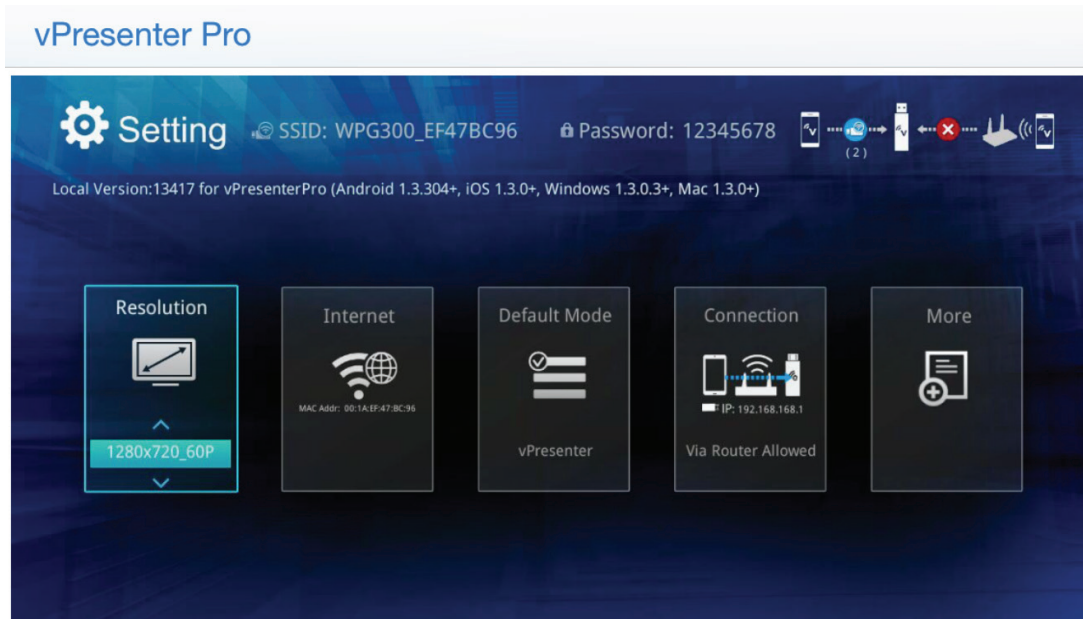 vPresenter Pro
Setting SSID: WPG300_EF47BC96 Password: 12345678
(2)
Local Version:13417 for vPresenterPro (Android 1.3.304+, iOS 1.3.0+, Windows 1.3.0.3+, Mac 1.3.0+)
Resolution
1280x720_60P
Internet
MAC Addr: 00:1A:EF:47:BC:96
Default Mode
vPresenter
Connection
IP: 192.168.168.1
Via Router Allowed
More